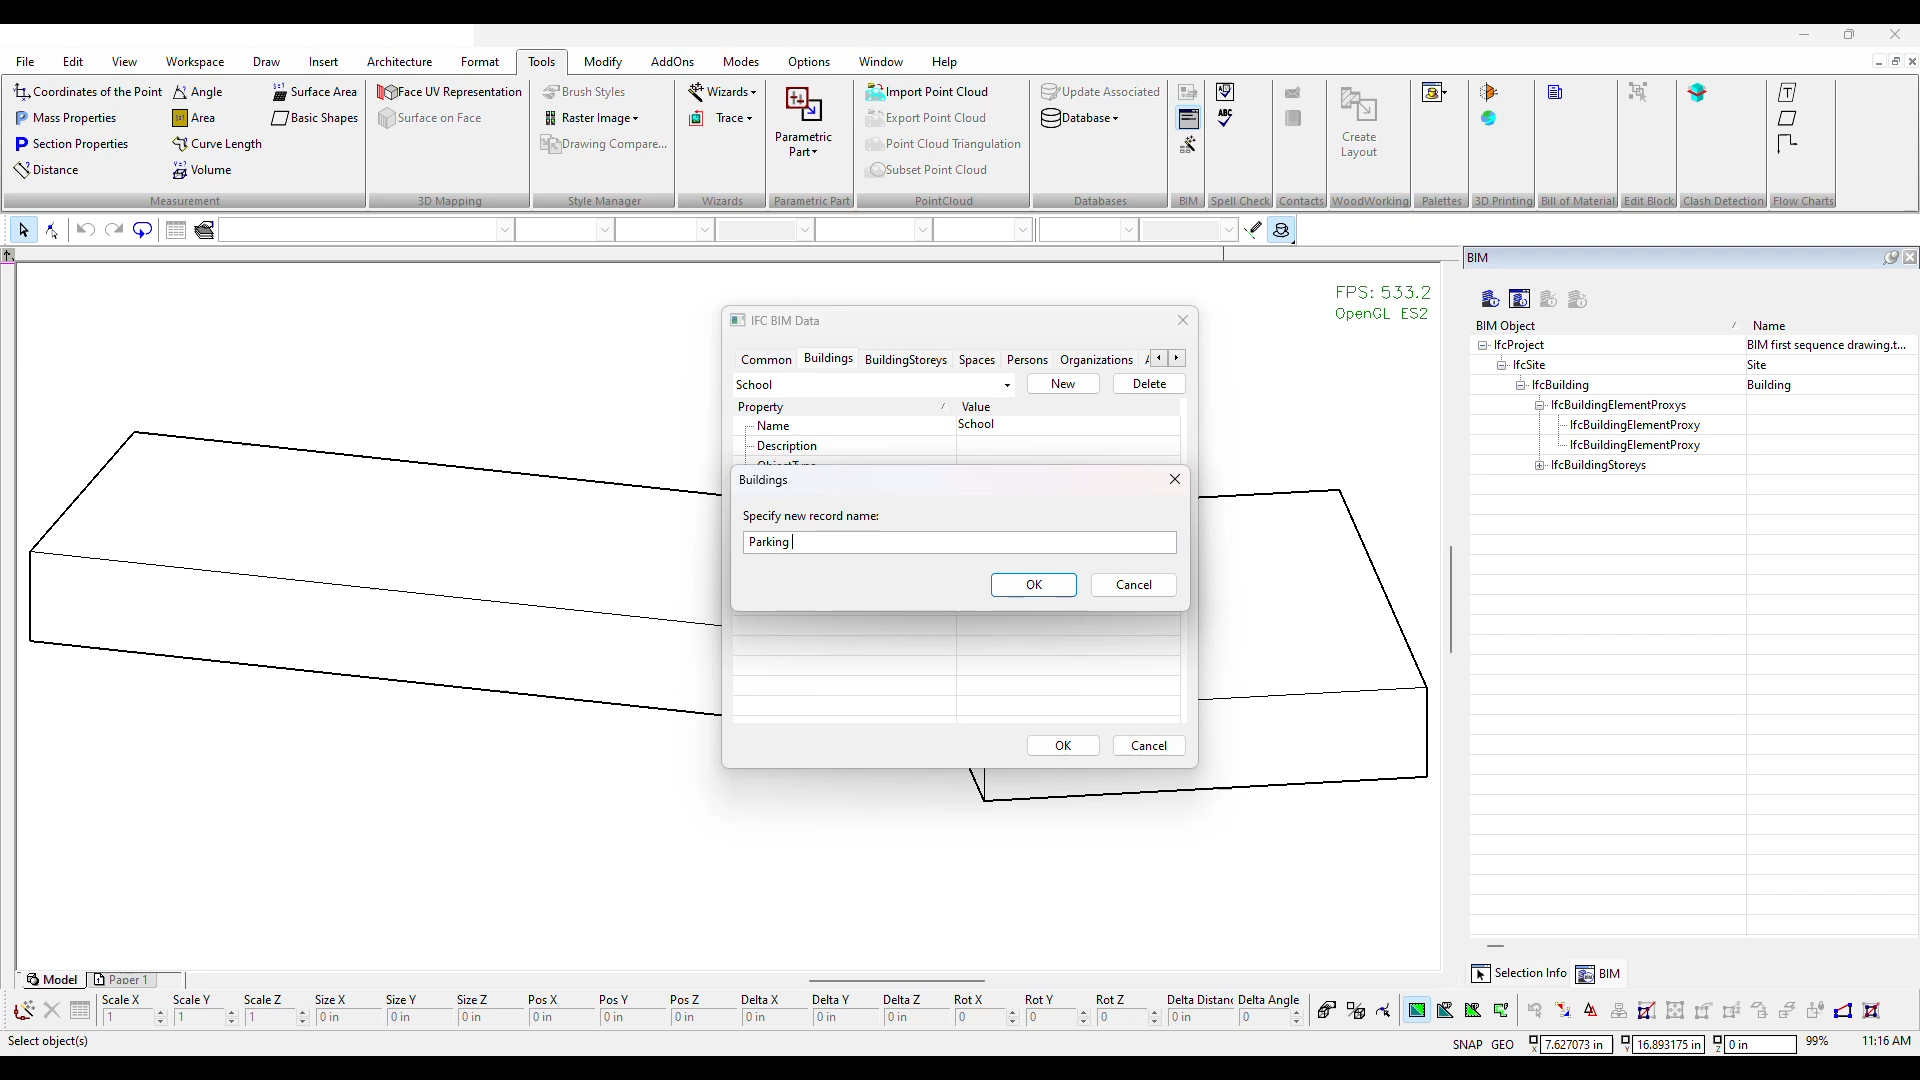 File Edit View Workspace Draw Insert Architecture Format Tools Modify AddOns Modes Options Window Help
Coordinates of the Point Angle Surface Area Face UV Representation Brush Styles Wizards Trace Import Point Cloud Update Associated
Mass Properties Area Basic Shapes Surface on Face Raster Image Parametric Part Export Point Cloud Database
Section Properties Curve Length Drawing Compare... Point Cloud Triangulation Create Layout
Distance Volume Subset Point Cloud
Measurement 3D Mapping Style Manager Wizards Parametric Part PointCloud Databases BIM Spell Check Contacts WoodWorking Palettes 3D Printing Bill of Material Edit Block Clash Detection Flow Charts
BIM
FPS: 533.2
OpenGL ES2
BIM Object Name
IfcProject BIM first sequence drawing.t...
IfcSite Site
IfcBuilding Building
IfcBuildingElementProxys
IfcBuildingElementProxy
IfcBuildingElementProxy
IfcBuildingStoreys
IFC BIM Data
Common Buildings BuildingStoreys Spaces Persons Organizations
School New Delete
Property Value
Name School
Description
Buildings
Specify new record name:
Parking
OK Cancel
OK Cancel
Model Paper 1
Selection Info BIM
Scale X Scale Y Scale Z Size X Size Y Size Z Pos X Pos Y Pos Z Delta X Delta Y Delta Z Rot X Rot Y Rot Z Delta Distanc Delta Angle
1 1 1 0 in 0 in 0 in 0 in 0 in 0 in 0 in 0 in 0 in 0 0 0 0 in 0
Select object(s) SNAP GEO X 7.627073 in Y 16.893175 in Z 0 in 99% 11:16 AM